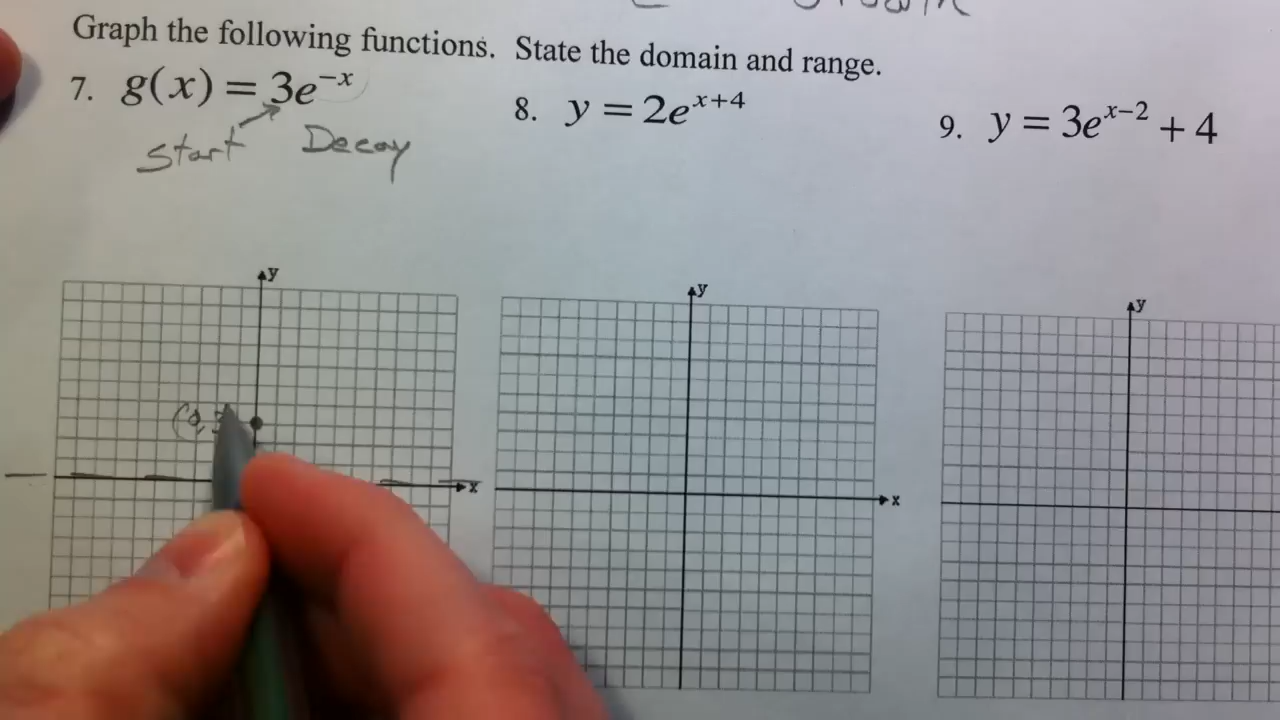 Graph the following functions. State the domain and range.
7. g(x) = 3e^{-x}
8. y = 2e^{x+4}
9. y = 3e^{x-2} + 4
Start Decay
y
y
y
x
x